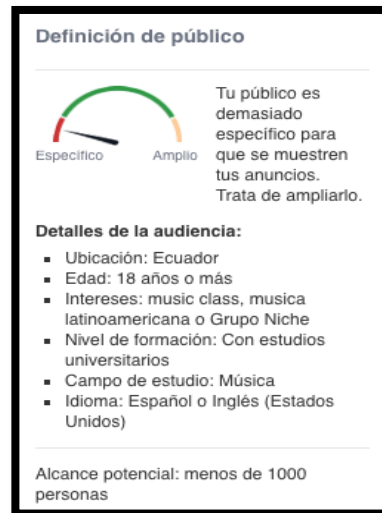 Definición de público
Tu público es
demasiado
específico para
que se muestren
tus anuncios.
Trata de ampliarlo.
Específico
Amplio
Detalles de la audiencia:
▪ Ubicación: Ecuador
▪ Edad: 18 años o más
▪ Intereses: music class, musica
latinoamericana o Grupo Niche
▪ Nivel de formación: Con estudios
universitarios
▪ Campo de estudio: Música
▪ Idioma: Español o Inglés (Estados
Unidos)
Alcance potencial: menos de 1000
personas